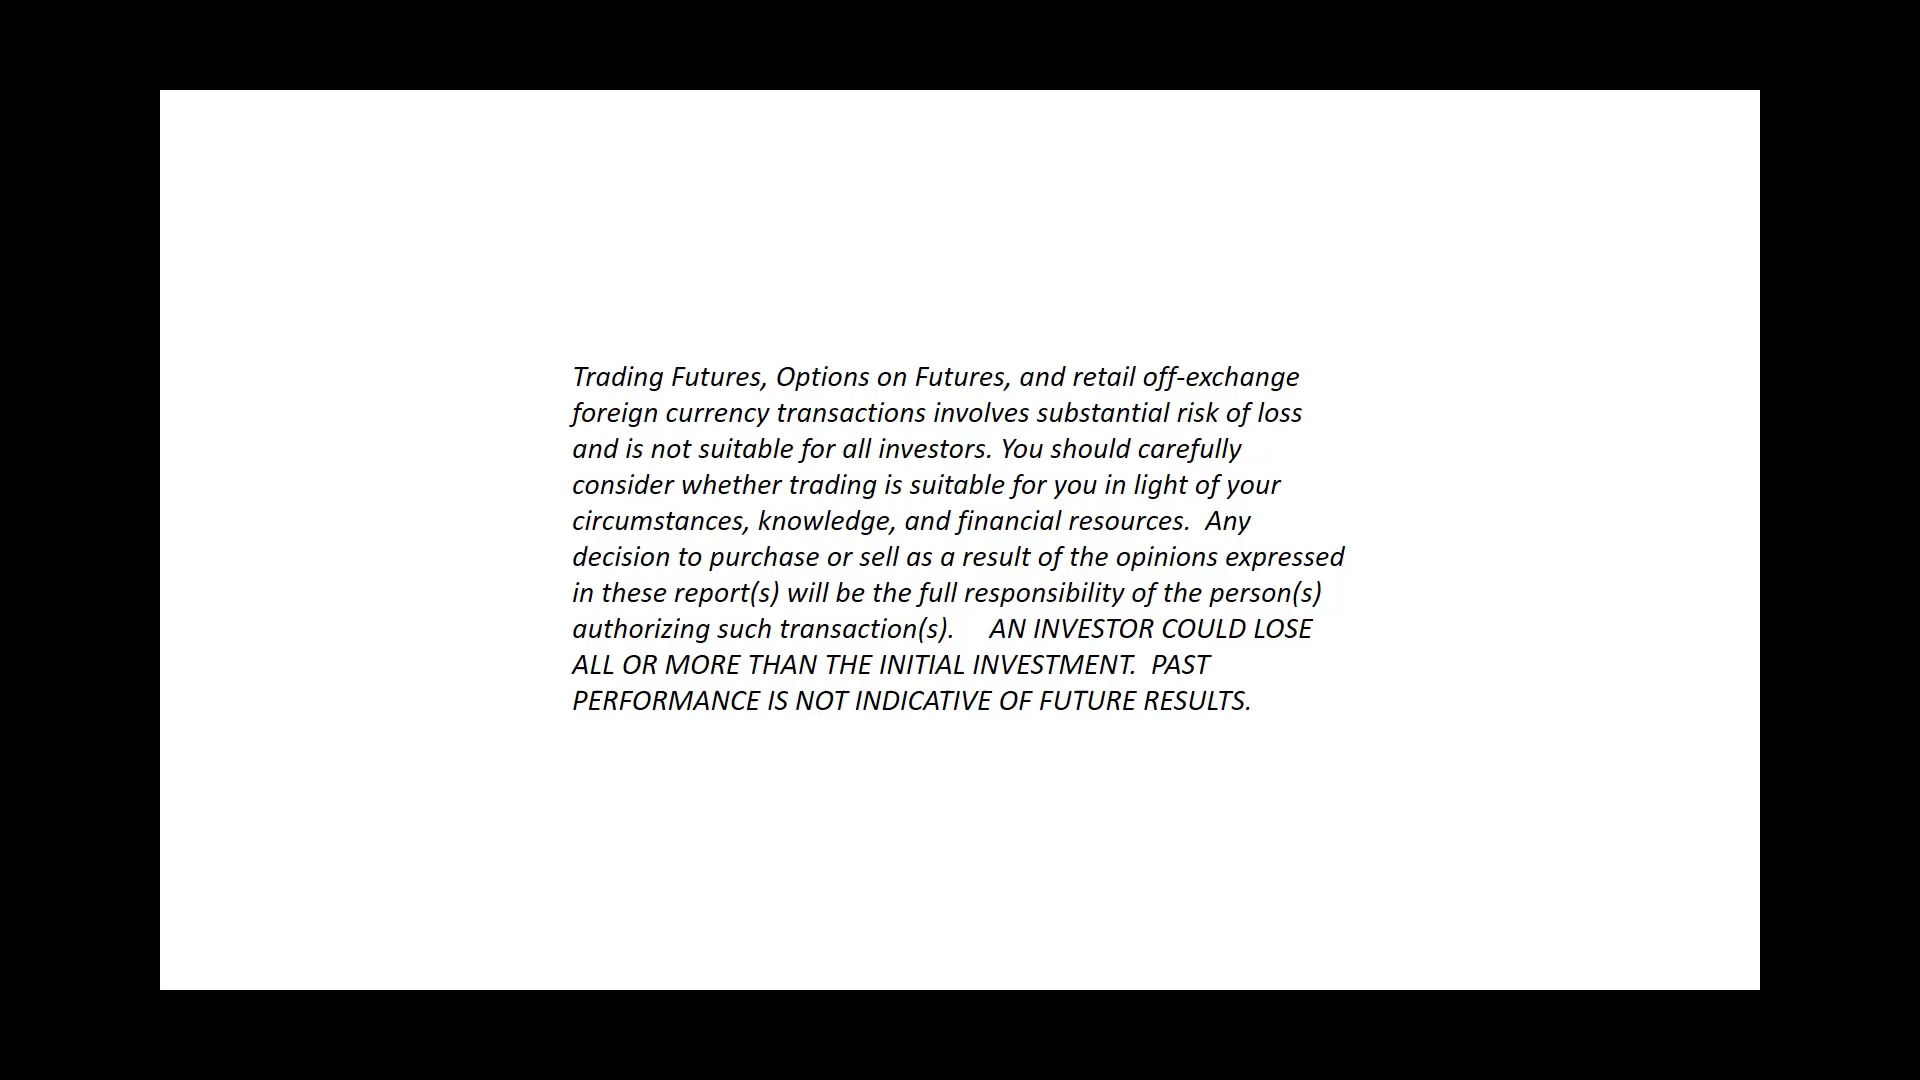 Trading Futures, Options on Futures, and retail off-exchange
foreign currency transactions involves substantial risk of loss
and is not suitable for all investors. You should carefully
consider whether trading is suitable for you in light of your
circumstances, knowledge, and financial resources.  Any
decision to purchase or sell as a result of the opinions expressed
in these report(s) will be the full responsibility of the person(s)
authorizing such transaction(s).     AN INVESTOR COULD LOSE
ALL OR MORE THAN THE INITIAL INVESTMENT.  PAST
PERFORMANCE IS NOT INDICATIVE OF FUTURE RESULTS.